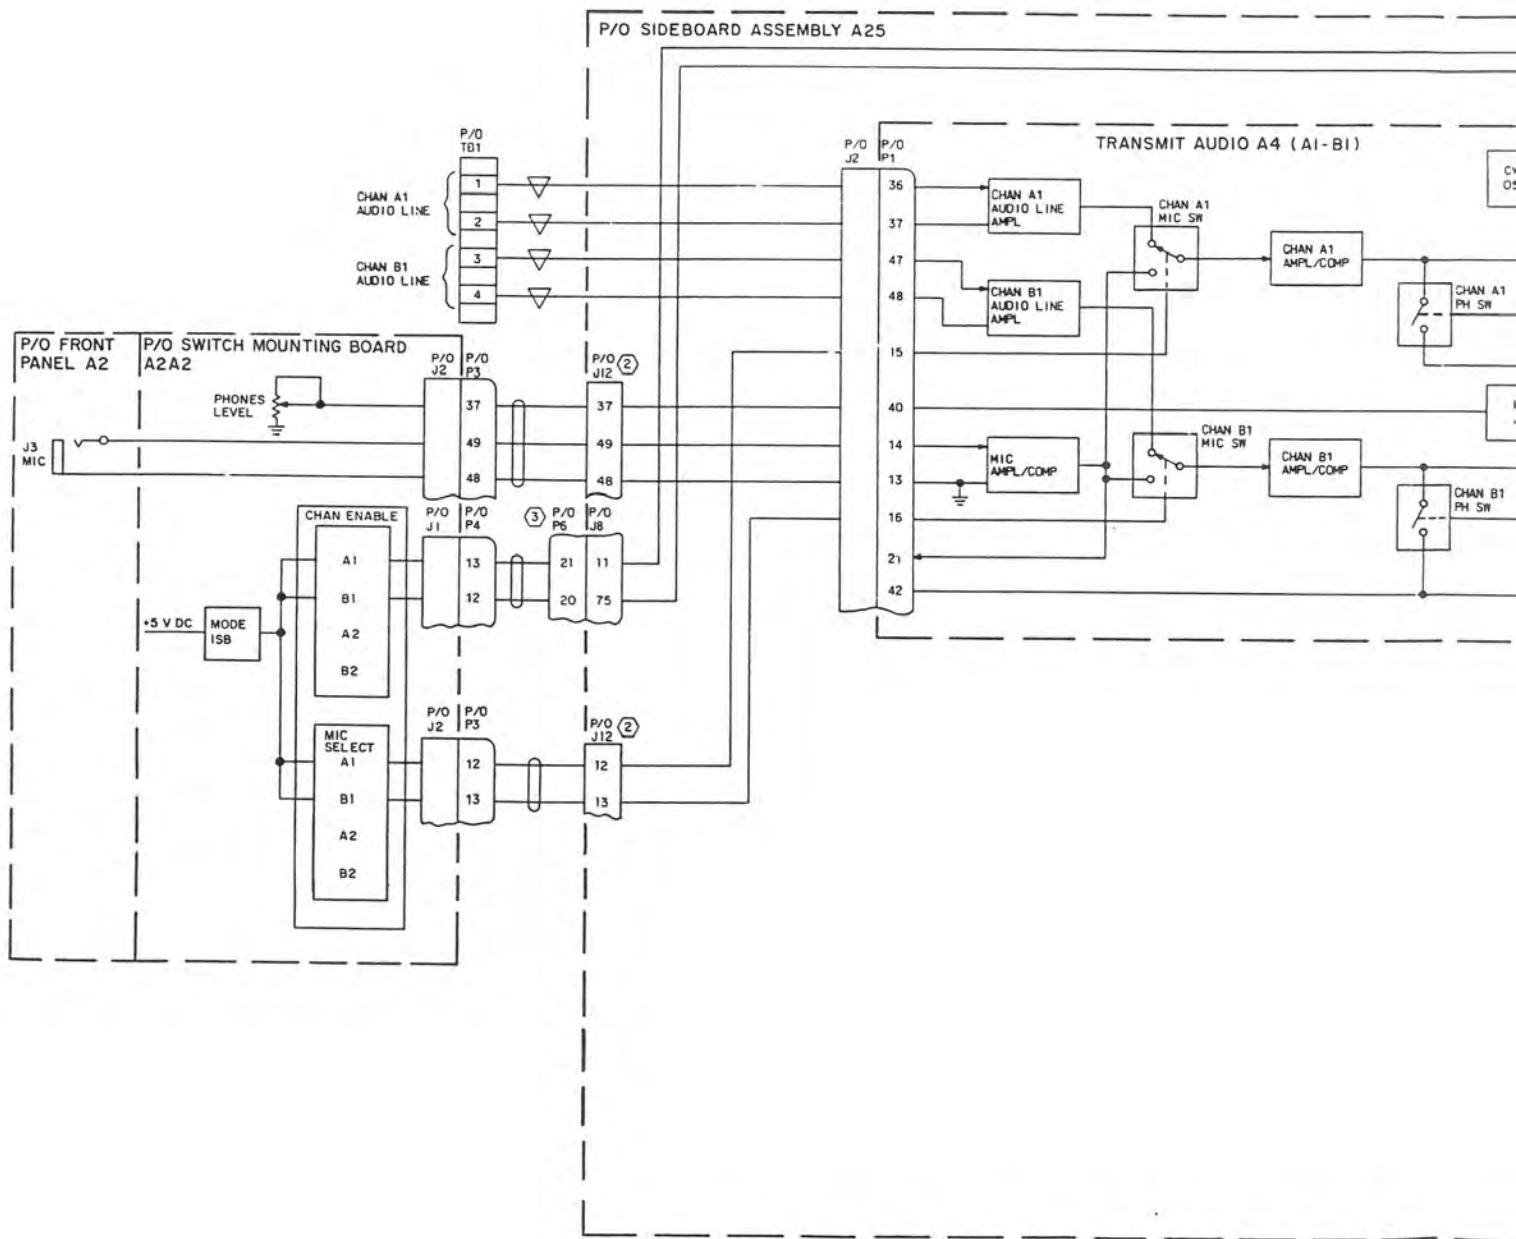 P/O SIDEBOARD ASSEMBLY A25
P/O
TB1
CHAN A1
AUDIO LINE
1
2
CHAN B1
AUDIO LINE
3
4
P/O
J2
P/O
P1
TRANSMIT AUDIO A4 (A1-B1)
36
37
47
48
15
40
14
13
16
42
CHAN A1
AUDIO LINE
AMPL
CHAN B1
AUDIO LINE
AMPL
MIC
AMPL/COMP
CHAN A1
MIC SW
CHAN A1
AMPL/COMP
CHAN A1
PH SW
CHAN B1
MIC SW
CHAN B1
AMPL/COMP
CHAN B1
PH SW
P/O FRONT
PANEL A2
P/O SWITCH MOUNTING BOARD
A2A2
PHONES
LEVEL
J3
MIC
P/O
J2
P/O
P3
37
49
48
P/O
J12
2
37
49
48
CHAN ENABLE
A1
B1
A2
B2
+5 V DC
MODE
ISB
P/O
J1
P/O
P4
13
12
3
P/O
P6
P/O
J8
21
11
20
75
MIC
SELECT
A1
B1
A2
B2
P/O
J2
P/O
P3
12
13
P/O
J12
2
12
13